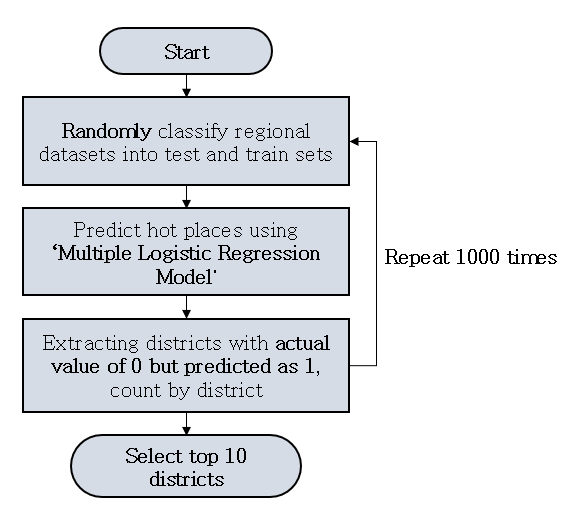 Start
Randomly classify regional
datasets into test and train sets
Predict hot places using
‘Multiple Logistic Regression
Model'
Repeat 1000 times
Extracting districts with actual
value of 0 but predicted as 1,
count by district
Select top 10
districts